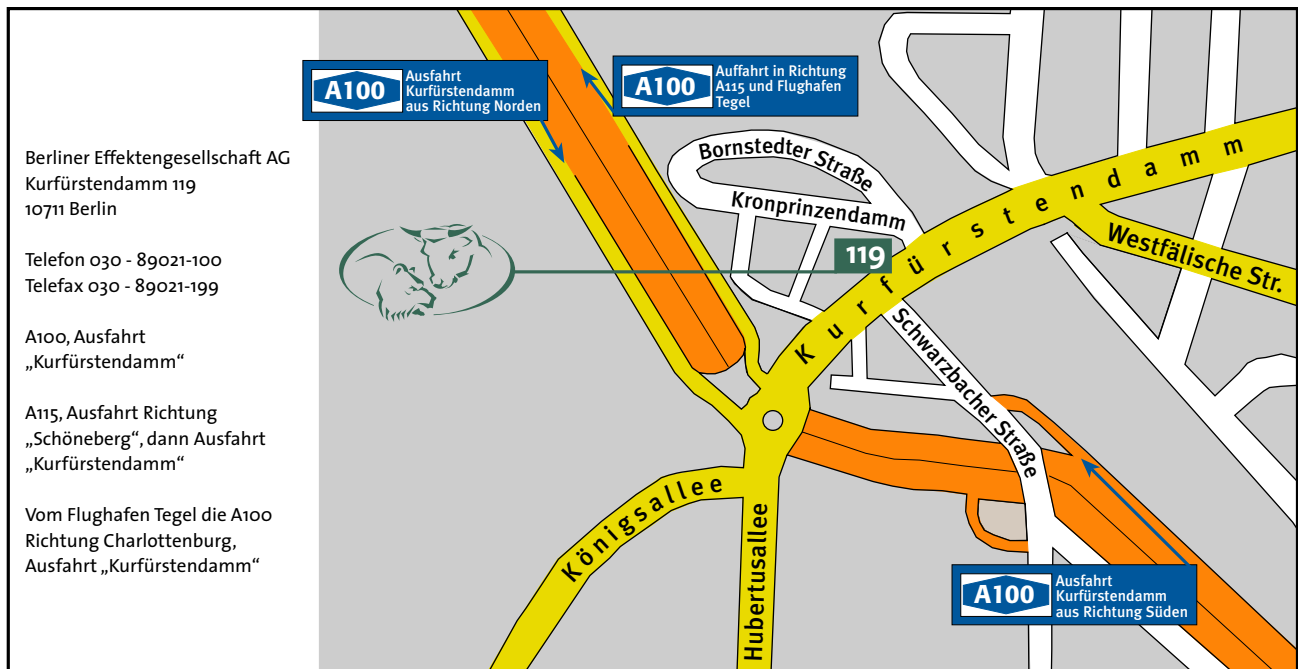 Berliner Effektengesellschaft AG
Kurfürstendamm 119
10711 Berlin
Telefon 030 - 89021-100
Telefax 030 - 89021-199
A100, Ausfahrt
„Kurfürstendamm“
A115, Ausfahrt Richtung
„Schöneberg“, dann Ausfahrt
„Kurfürstendamm“
Vom Flughafen Tegel die A100
Richtung Charlottenburg,
Ausfahrt „Kurfürstendamm“
A100
Ausfahrt
Kurfürstendamm
aus Richtung Norden
A100
Auffahrt in Richtung
A115 und Flughafen
Tegel
Bornstedter Straße
Kronprinzendamm
119
Kurfürstendamm
Westfälische Str.
Schwarzbacher Straße
Königsallee
Hubertusallee
A100
Ausfahrt
Kurfürstendamm
aus Richtung Süden